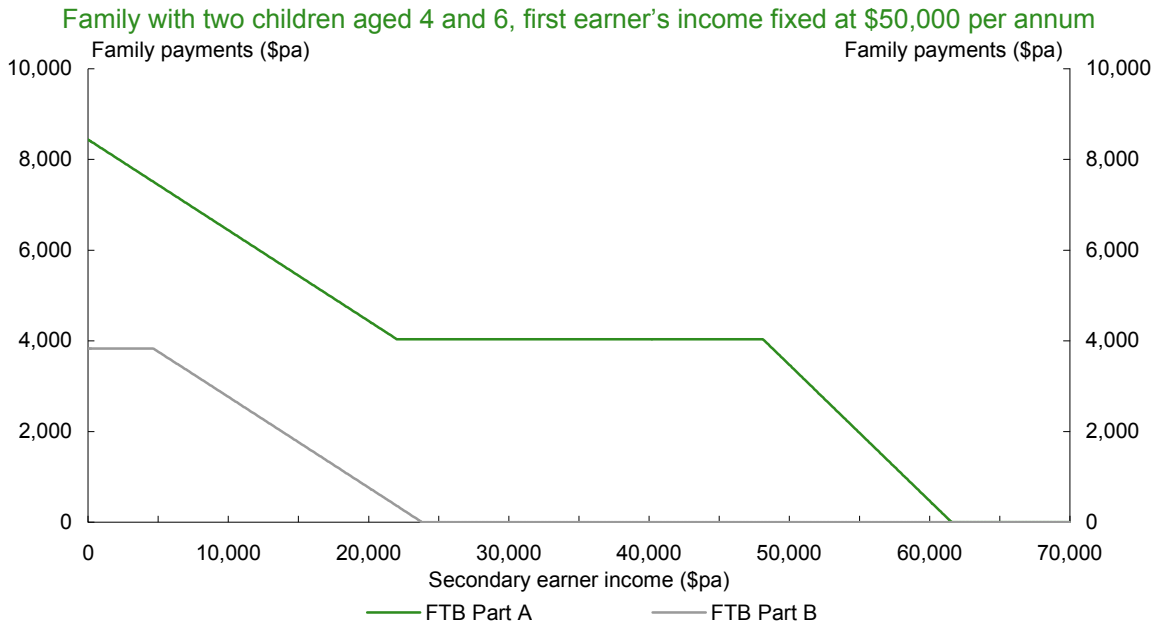 Family with two children aged 4 and 6, first earner’s income fixed at $50,000 per annum
Family payments ($pa) Family payments ($pa)
10,000 10,000
8,000 8,000
6,000 6,000
4,000 4,000
2,000 2,000
0 0
0 10,000 20,000 30,000 40,000 50,000 60,000 70,000
Secondary earner income ($pa)
FTB Part A FTB Part B